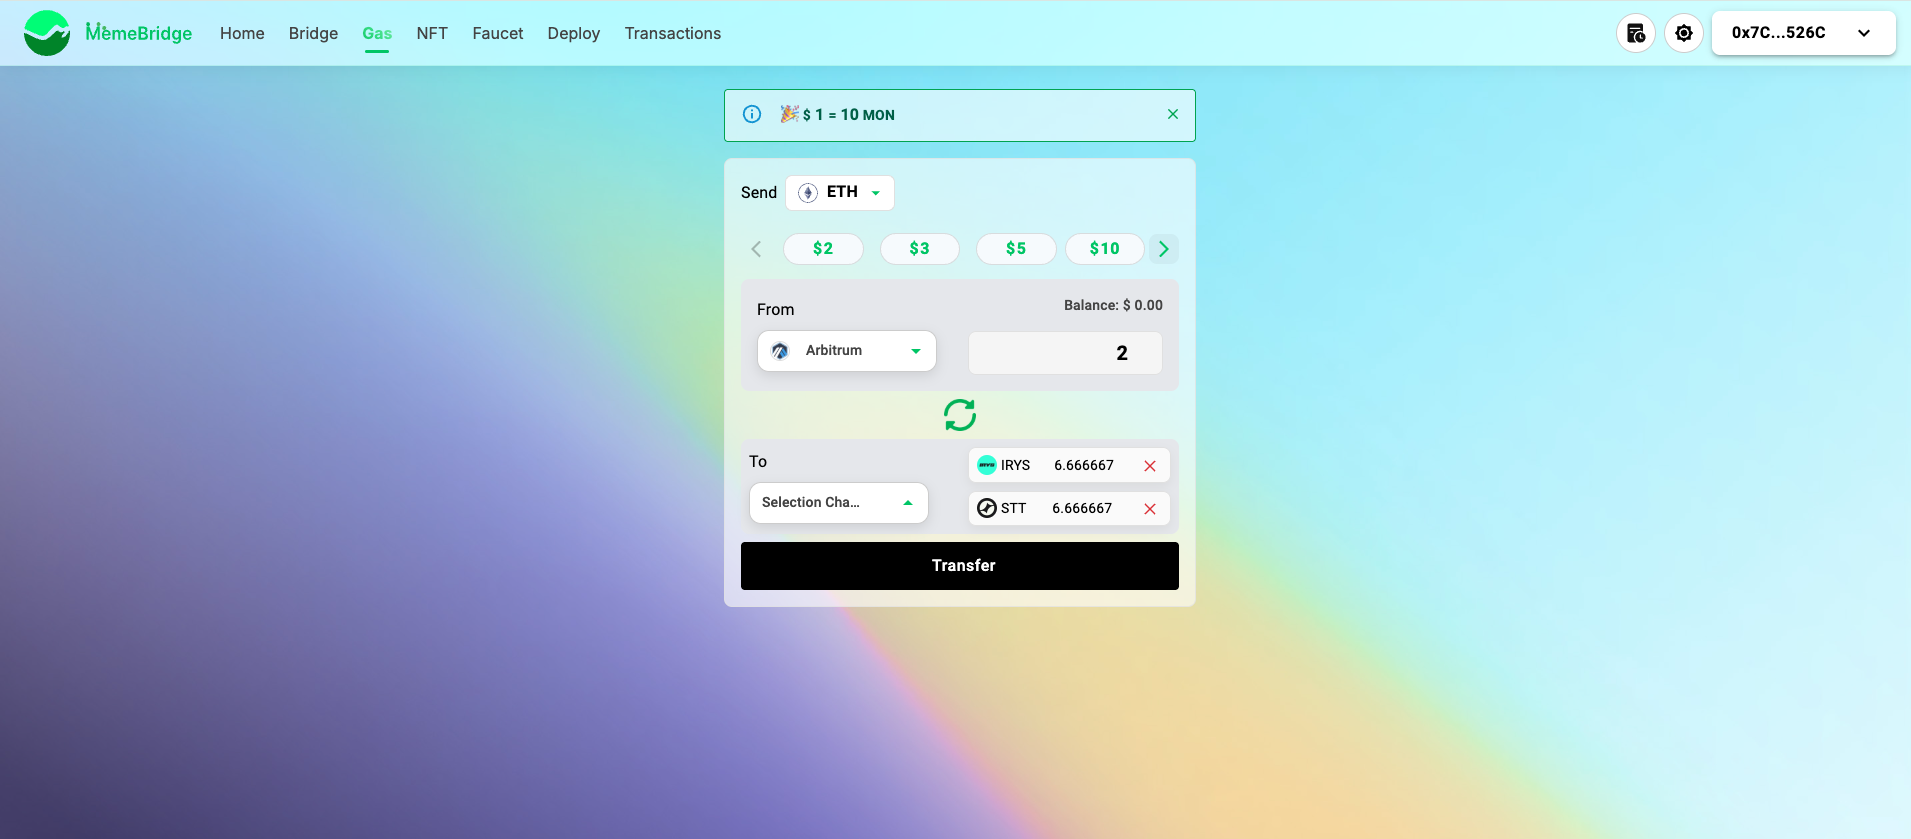 MemeBridge Home Bridge Gas NFT Faucet Deploy Transactions 0x7C...526C
🎉 $ 1 = 10 MON
Send ETH
$2 $3 $5 $10
From Balance: $ 0.00
Arbitrum 2
To
IRYS 6.666667
Selection Cha...
STT 6.666667
Transfer